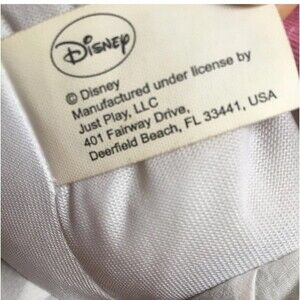 Disney
© Disney
Manufactured under license by
Just Play, LLC
401 Fairway Drive,
Deerfield Beach, FL 33441, USA